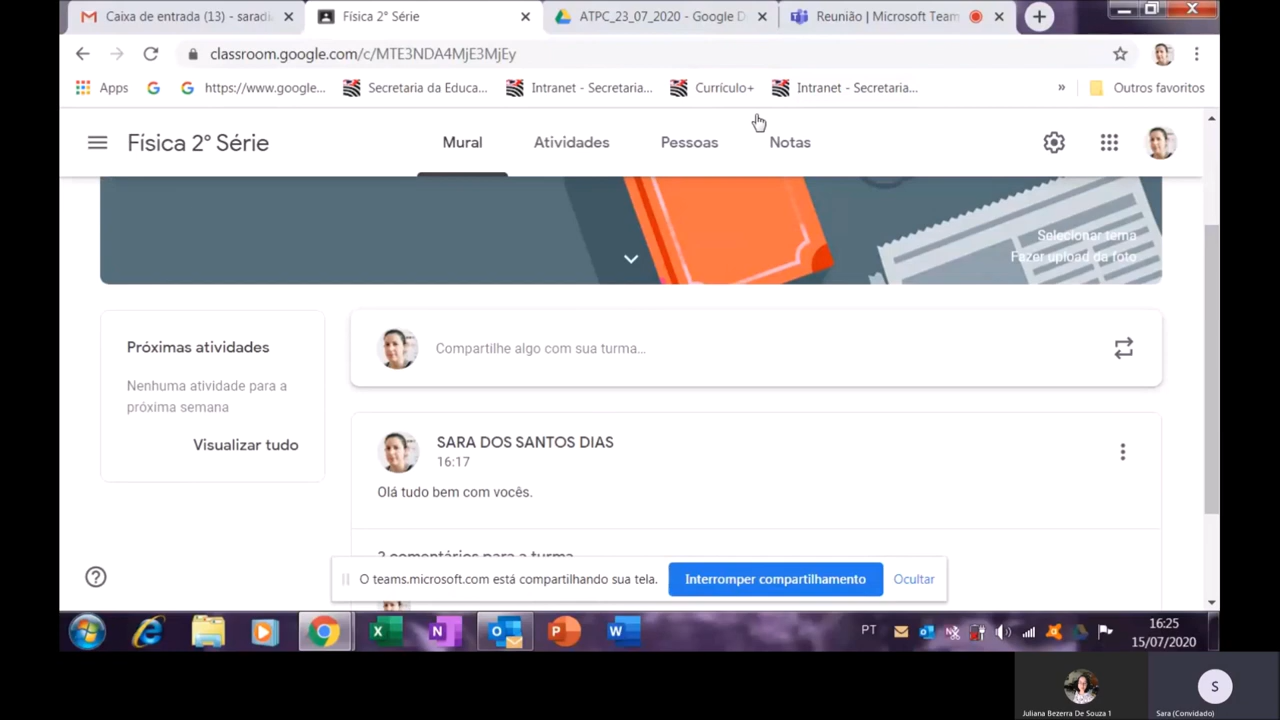 Caixa de entrada (13) - saradi
Física 2° Série
ATPC_23_07_2020 - Google D
Reunião | Microsoft Team
classroom.google.com/c/MTE3NDA4MjE3MjEy
Apps
https://www.google...
Secretaria da Educa...
Intranet - Secretaria...
Currículo+
Intranet - Secretaria...
»
Outros favoritos
Física 2° Série
Mural
Atividades
Pessoas
Notas
Selecionar tema
Fazer upload da foto
Próximas atividades
Nenhuma atividade para a
próxima semana
Visualizar tudo
Compartilhe algo com sua turma...
SARA DOS SANTOS DIAS
16:17
Olá tudo bem com vocês.
comentários para a turma
O teams.microsoft.com está compartilhando sua tela.
Interromper compartilhamento
Ocultar
PT
16:25
15/07/2020
S
Juliana Bezerra De Souza 1
Sara (Convidado)